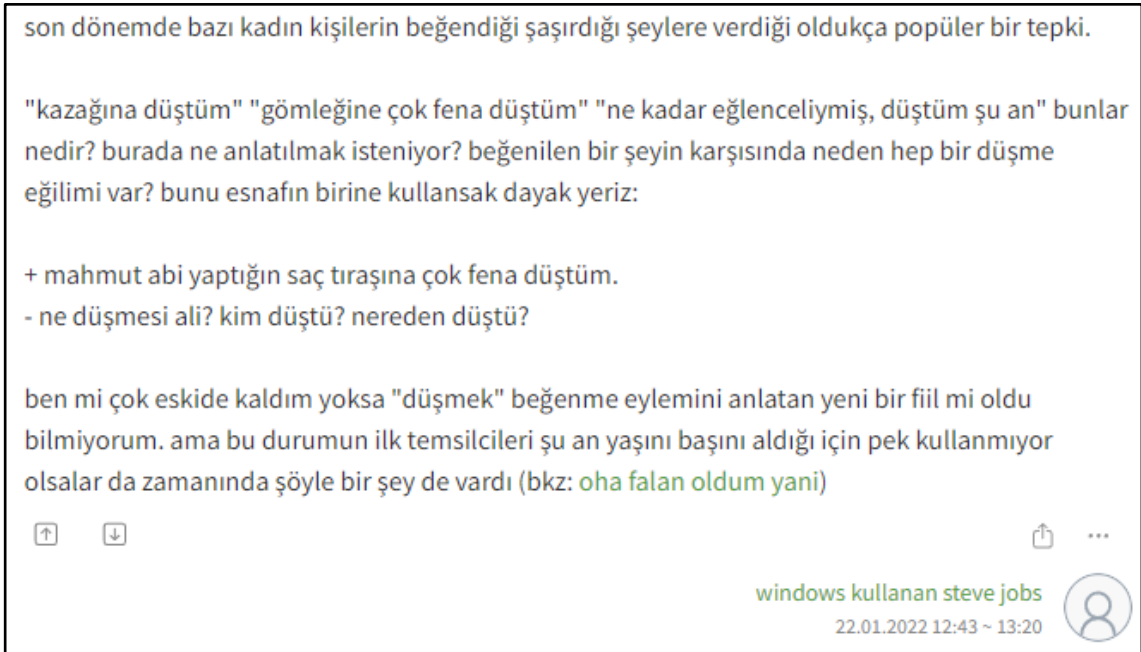 son dönemde bazı kadın kişilerin beğendiği şaşırdığı şeylere verdiği oldukça popüler bir tepki.
"kazağına düştüm" "gömleğine çok fena düştüm" "ne kadar eğlenceliymiş, düştüm şu an" bunlar
nedir? burada ne anlatılmak isteniyor? beğenilen bir şeyin karşısında neden hep bir düşme
eğilimi var? bunu esnafın birine kullansak dayak yeriz:
+ mahmut abi yaptığın saç tıraşına çok fena düştüm.
- ne düşmesi ali? kim düştü? nereden düştü?
ben mi çok eskide kaldım yoksa "düşmek" beğenme eylemini anlatan yeni bir fiil mi oldu
bilmiyorum. ama bu durumun ilk temsilcileri şu an yaşını başını aldığı için pek kullanmıyor
olsalar da zamanında şöyle bir şey de vardı (bkz: oha falan oldum yani)
windows kullanan steve jobs
22.01.2022 12:43 ~ 13:20